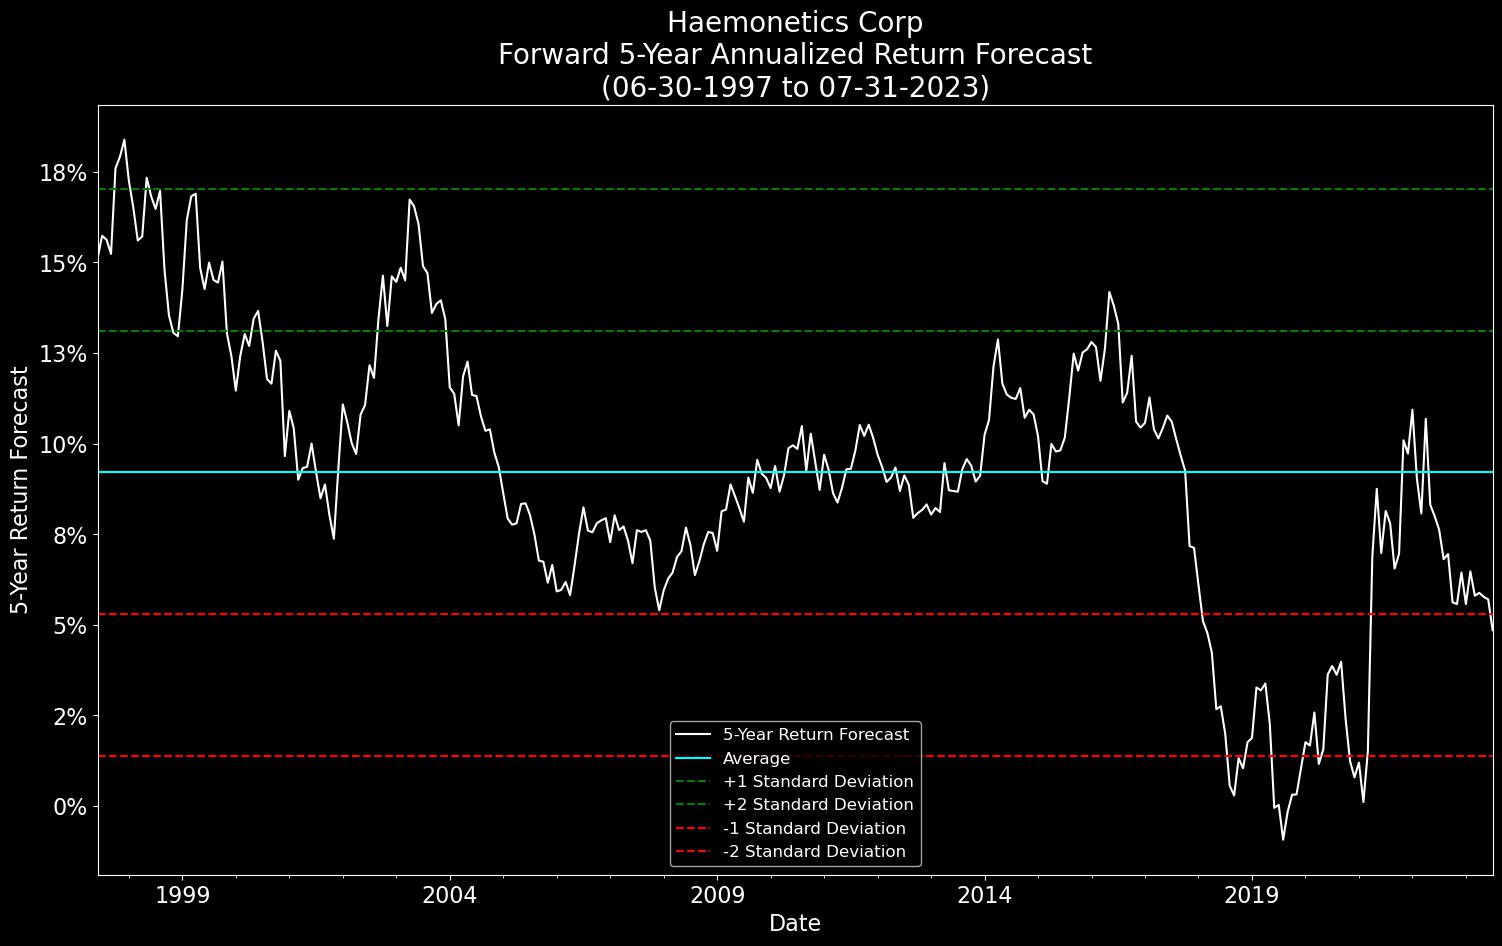 Haemonetics Corp
Forward 5-Year Annualized Return Forecast
(06-30-1997 to 07-31-2023)
18%
15%
13%
10%
8%
5%
2%
0%
5-Year Return Forecast
5-Year Return Forecast
Average
+1 Standard Deviation
+2 Standard Deviation
-1 Standard Deviation
-2 Standard Deviation
1999 2004 2009 2014 2019
Date